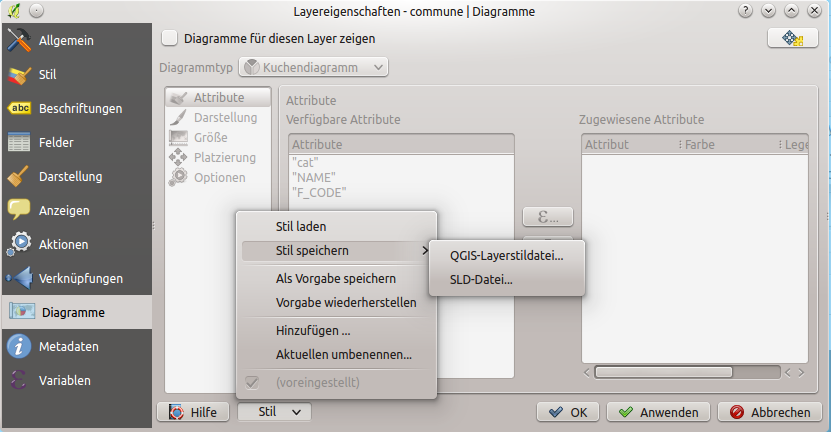 Layereigenschaften - commune | Diagramme
Allgemein
Stil
abc Beschriftungen
Felder
Darstellung
Anzeigen
Aktionen
Verknüpfungen
Diagramme
Metadaten
Variablen
Diagramme für diesen Layer zeigen
Diagrammtyp Kuchendiagramm
Attribute
Darstellung
Größe
Platzierung
Optionen
Attribute
Verfügbare Attribute
Attribute
"cat"
"NAME"
"F_CODE"
ε...
Zugewiesene Attribute
Attribut Farbe Lege
Stil laden
Stil speichern
Als Vorgabe speichern
Vorgabe wiederherstellen
Hinzufügen ...
Aktuellen umbenennen...
(voreingestellt)
QGIS-Layerstildatei...
SLD-Datei...
Hilfe Stil OK Anwenden Abbrechen